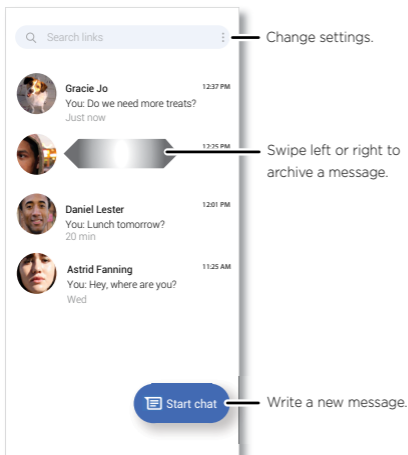 Search links
Change settings.
Gracie Jo 12:37 PM
You: Do we need more treats?
Just now
12:25 PM
Swipe left or right to
archive a message.
Daniel Lester 12:01 PM
You: Lunch tomorrow?
20 min
Astrid Fanning 11:25 AM
You: Hey, where are you?
Wed
Start chat
Write a new message.